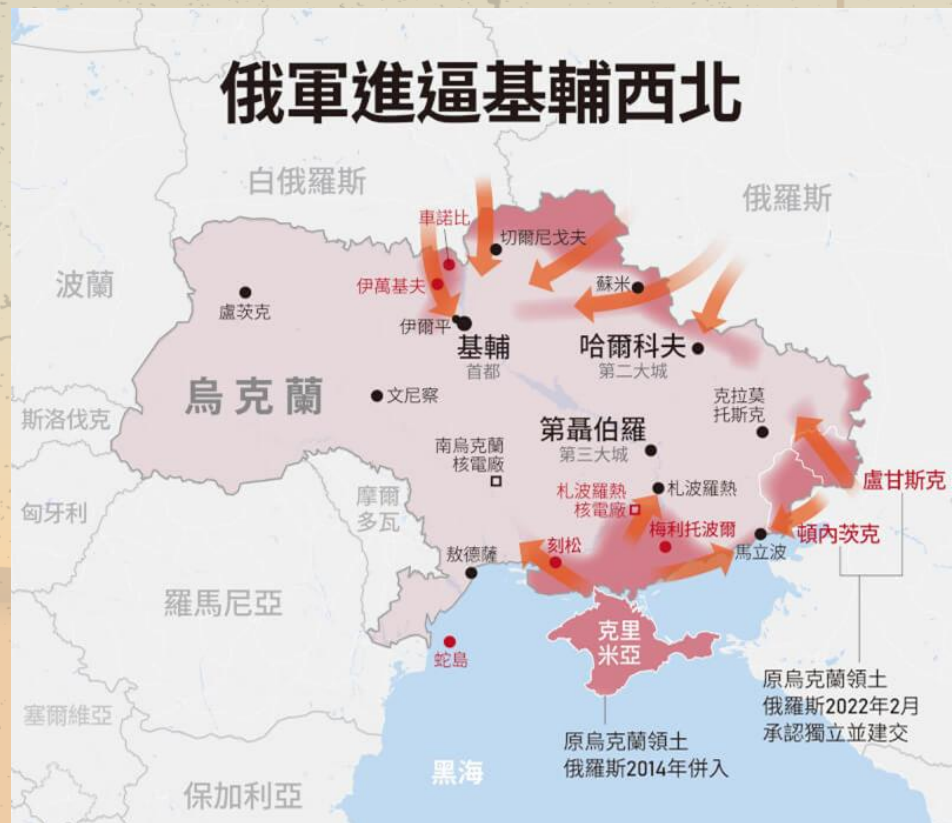 俄軍進逼基輔西北
白俄羅斯
俄羅斯
車諾比
切爾尼戈夫
波蘭
伊萬基夫
蘇米
盧茨克
伊爾平
基輔
首都
哈爾科夫
第二大城
烏克蘭
文尼察
克拉莫
托斯克
斯洛伐克
第聶伯羅
第三大城
南烏克蘭
核電廠
盧甘斯克
匈牙利
摩爾
多瓦
札波羅熱
核電廠
札波羅熱
頓內茨克
刻松
梅利托波爾
馬立波
敖德薩
羅馬尼亞
克里
米亞
蛇島
原烏克蘭領土
俄羅斯2022年2月
承認獨立並建交
塞爾維亞
原烏克蘭領土
俄羅斯2014年併入
黑海
保加利亞